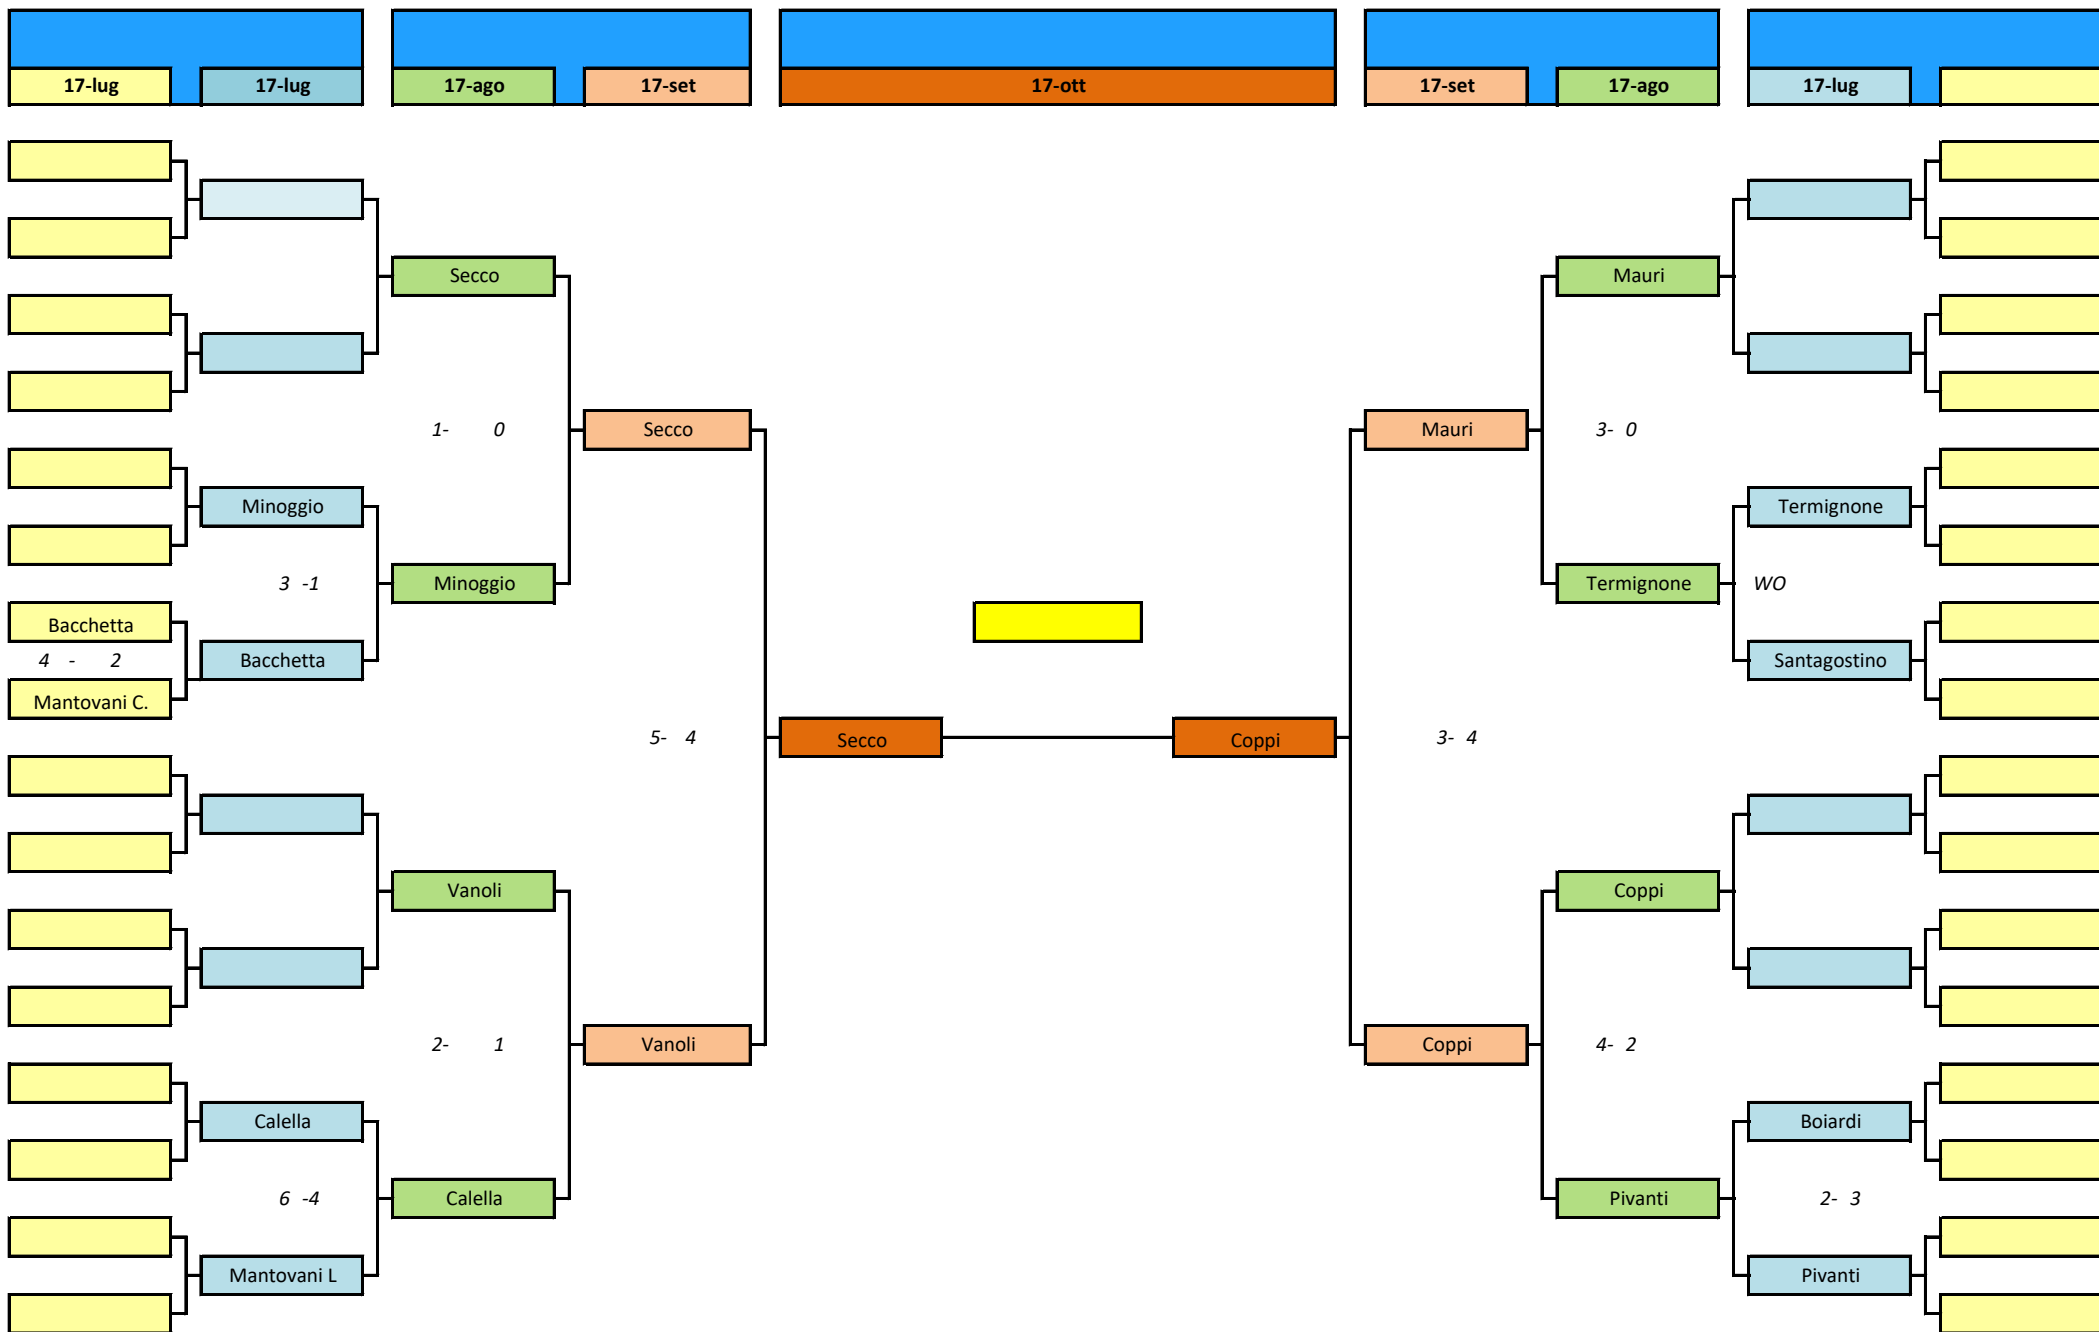 17-lug 17-lug 17-ago 17-set 17-ott 17-set 17-ago 17-lug
Secco Mauri
1- 0 Secco Mauri 3- 0
Minoggio Termignone
3 -1 Minoggio Termignone WO
Bacchetta
4 - 2 Bacchetta Santagostino
Mantovani C.
5- 4 Secco Coppi 3- 4
Vanoli Coppi
2- 1 Vanoli Coppi 4- 2
Calella Boiardi
6 -4 Calella Pivanti 2- 3
Mantovani L Pivanti